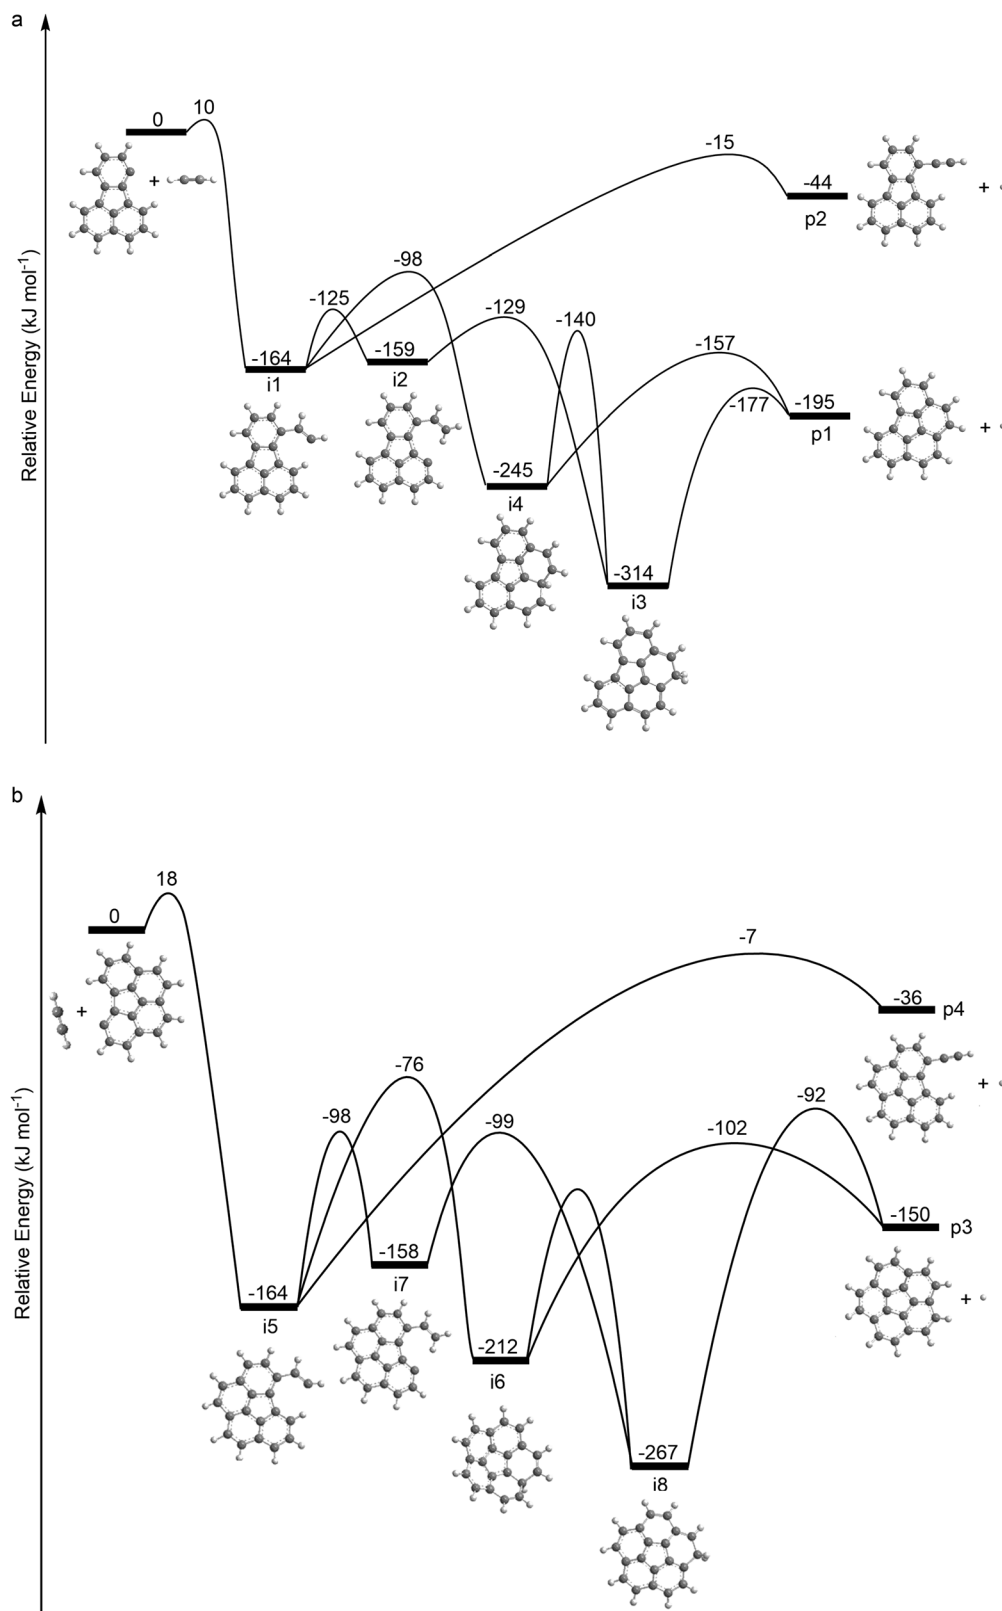 a
Relative Energy (kJ mol-1)
0
10
+
-15
-44
p2
+
-98
-125
-129
-140
-164
i1
-159
i2
-157
-177
-195
p1
+
-245
i4
-314
i3
b
Relative Energy (kJ mol-1)
0
18
+
-7
-36
p4
+
-76
-98
-99
-92
-102
-158
i7
-150
p3
+
-164
i5
-212
i6
-267
i8